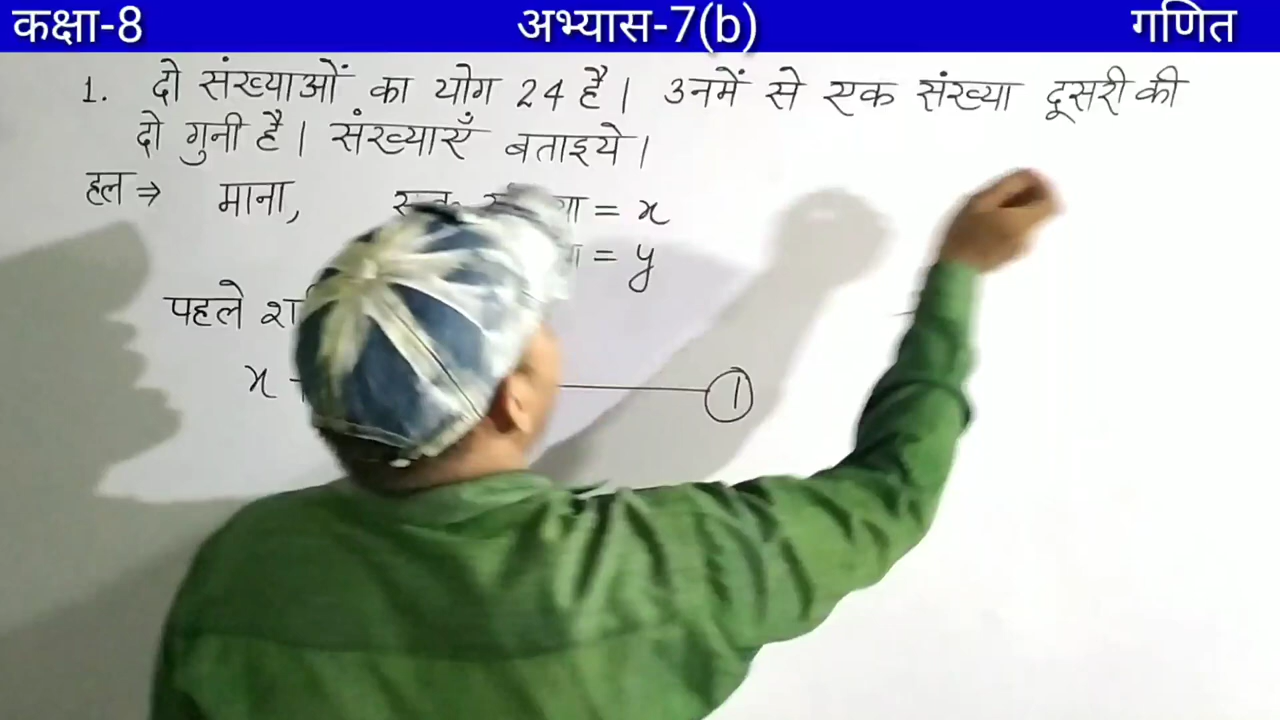 कक्षा-8 अभ्यास-7(b) गणित
1. दो संख्याओं का योग 24 है। उनमें से एक संख्या दूसरी की
दो गुनी है। संख्याएँ बताइये।
हल ⇒ माना, = x
= y
पहले
x
1